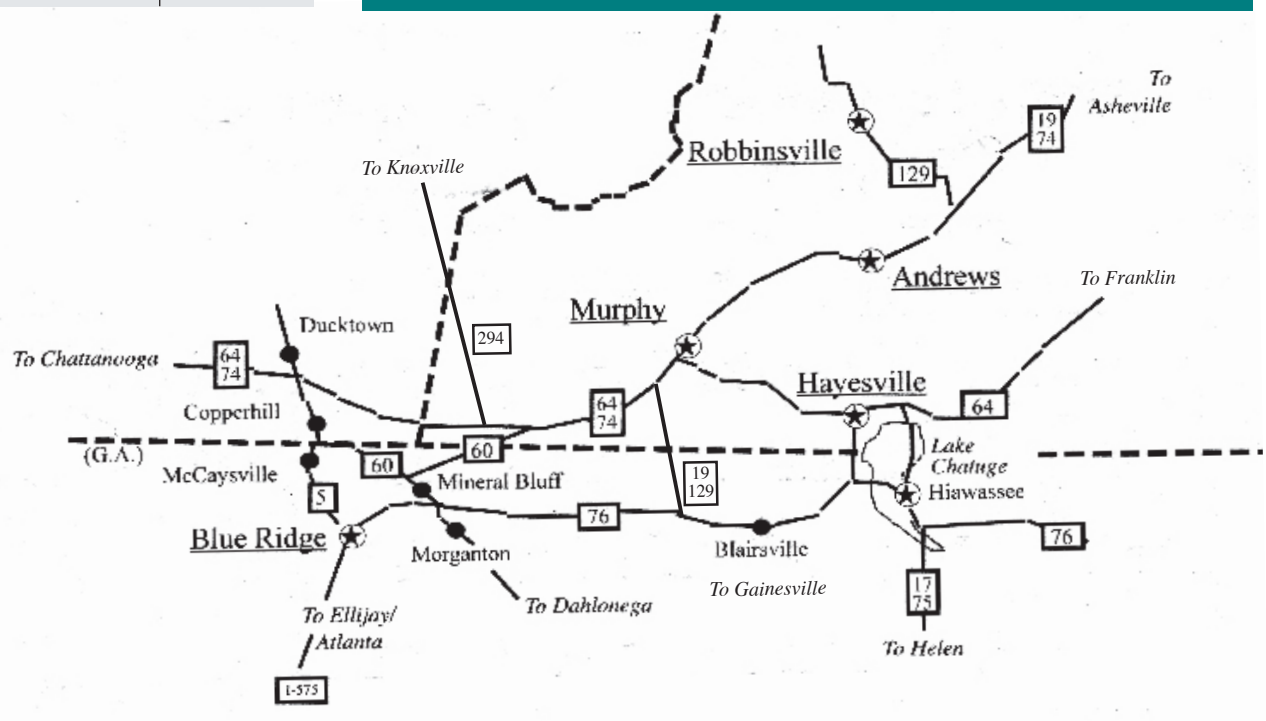 To
Asheville
19
74
Robbinsville
To Knoxville
129
Andrews
To Franklin
Murphy
294
Ducktown
To Chattanooga
64
74
Hayesville
64
74
64
Copperhill
(G.A.)
60
60
McCaysville
Mineral Bluff
Lake
Chatuge
19
129
5
Hiawassee
76
Blue Ridge
Morganton
Blairsville
76
To Gainesville
17
75
To Ellijay/
Atlanta
To Dahlonega
To Helen
I-575